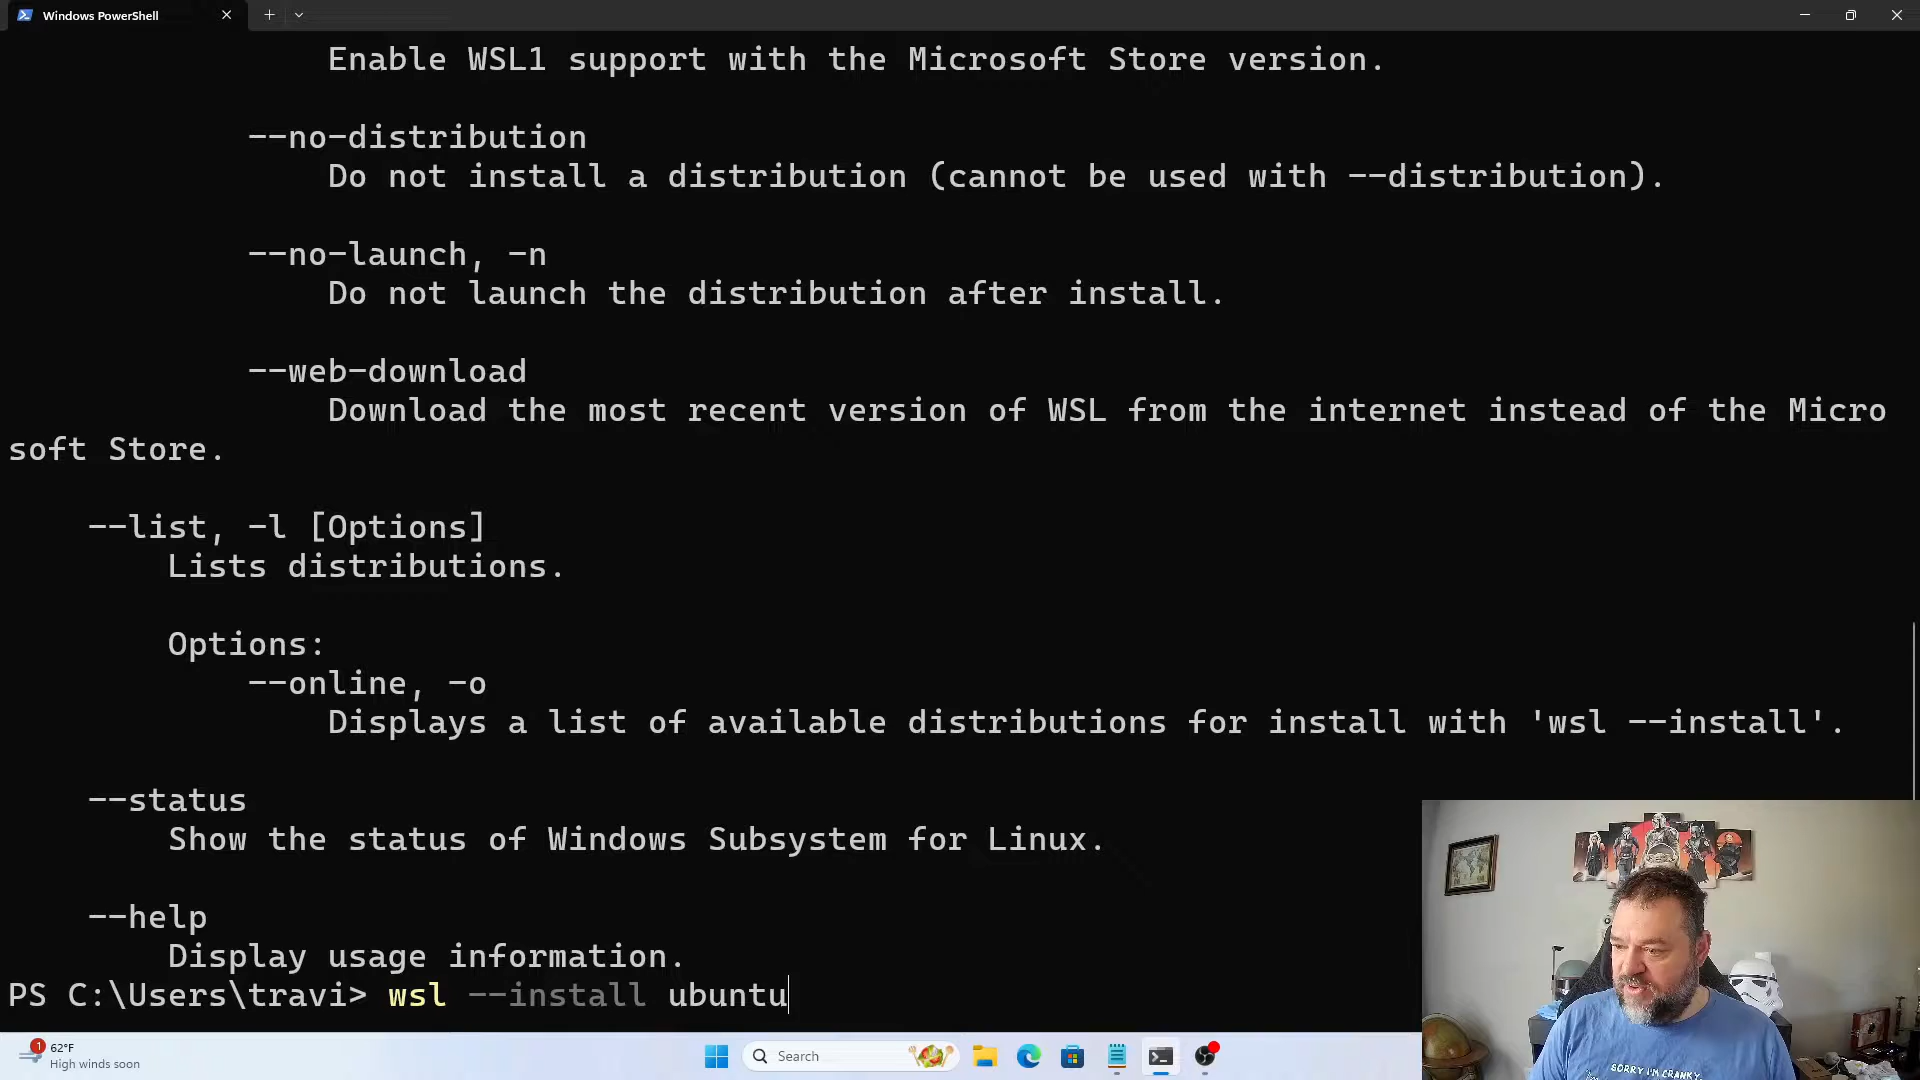 Windows PowerShell
Enable WSL1 support with the Microsoft Store version.
--no-distribution
Do not install a distribution (cannot be used with --distribution).
--no-launch, -n
Do not launch the distribution after install.
--web-download
Download the most recent version of WSL from the internet instead of the Micro
soft Store.
--list, -l [Options]
Lists distributions.
Options:
--online, -o
Displays a list of available distributions for install with 'wsl --install'.
--status
Show the status of Windows Subsystem for Linux.
--help
Display usage information.
PS C:\Users\travi> wsl --install ubuntu
1
62°F
High winds soon
Search
SORRY I'M CRANKY.